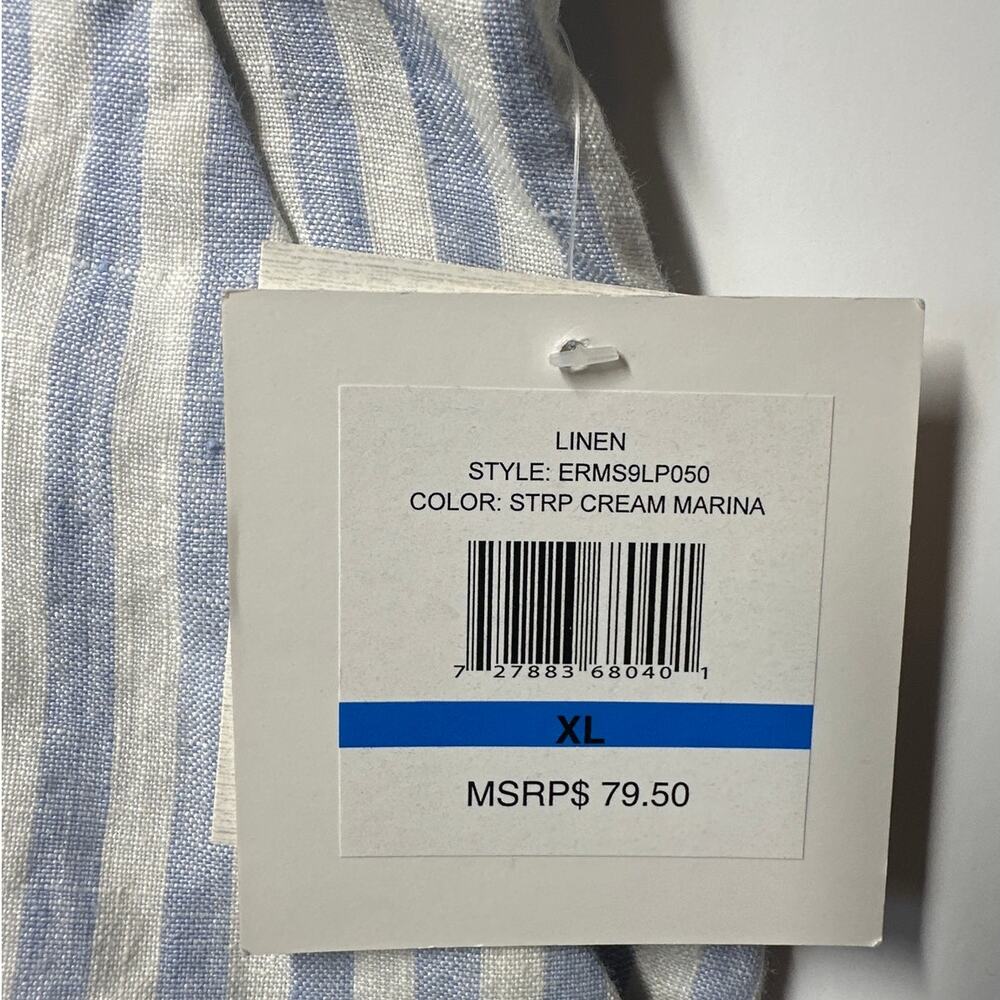 LINEN
STYLE: ERMS9LP050
COLOR: STRP CREAM MARINA
7 27883 68040 1
XL
MSRP$ 79.50